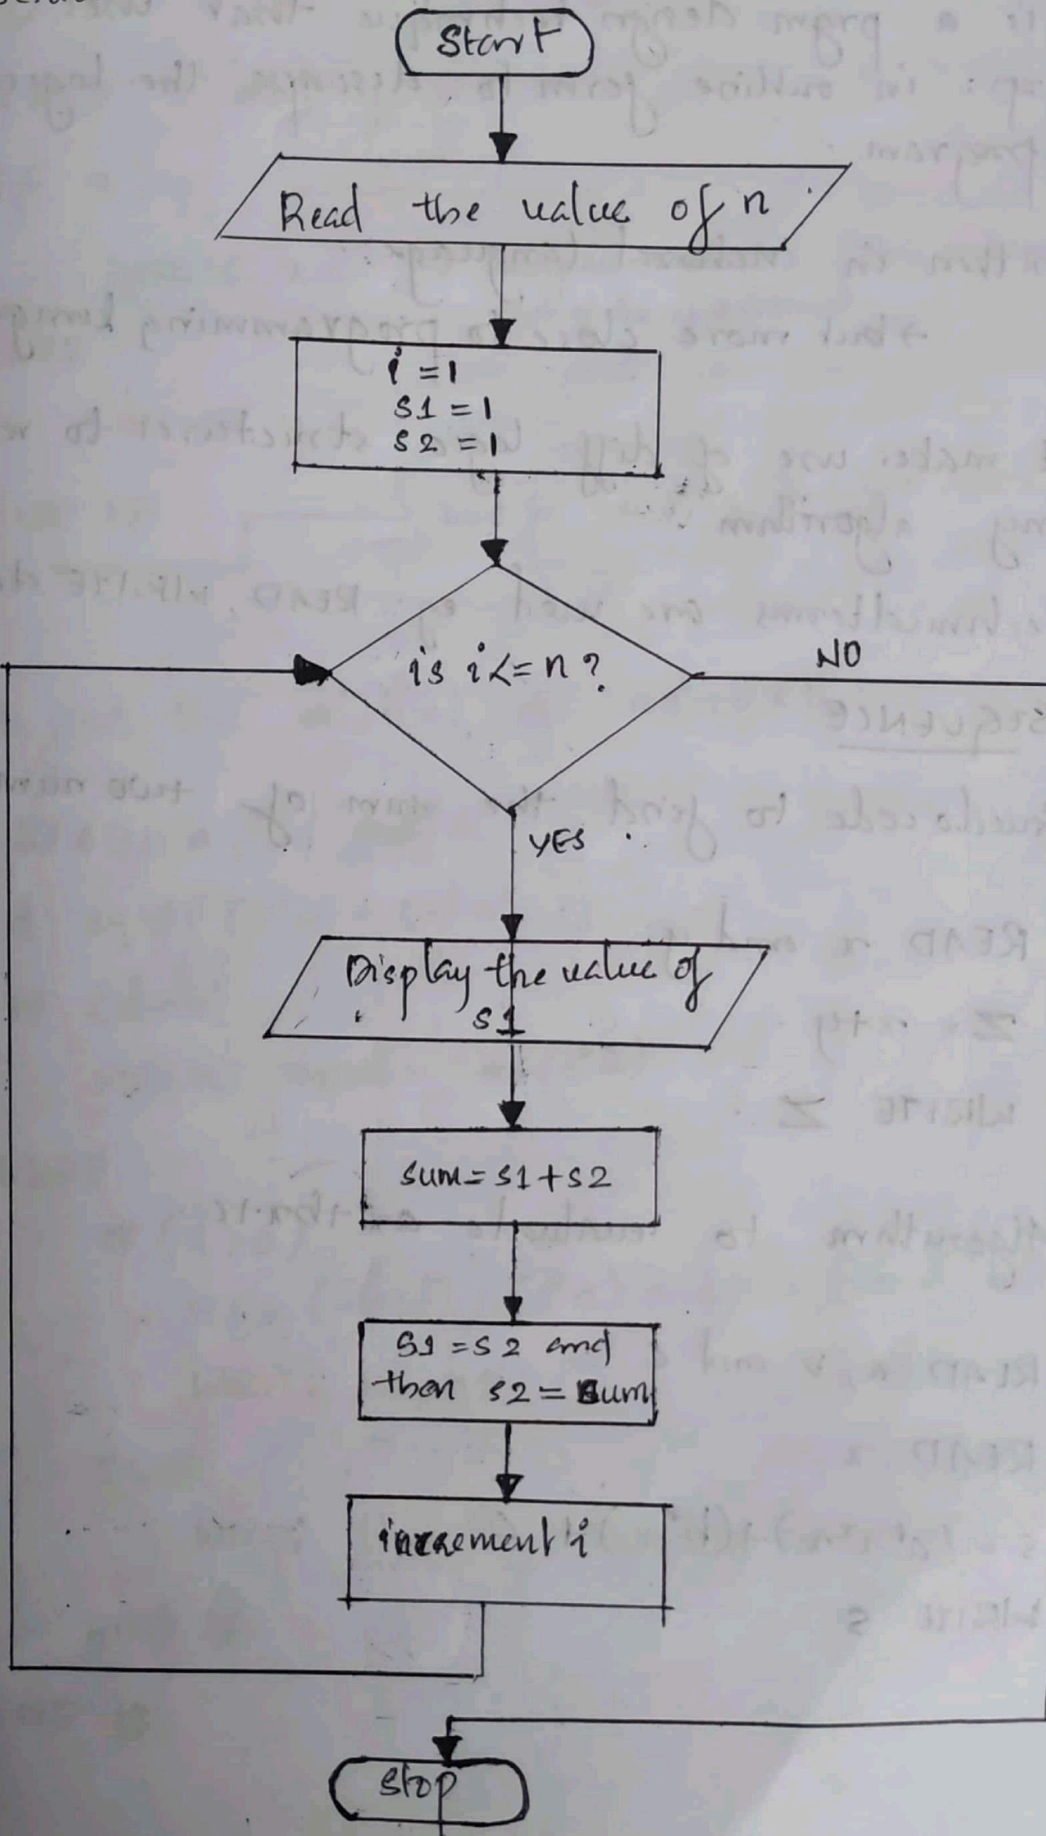 Start
Read the value of n
i = 1
S1 = 1
S2 = 1
is i <= n ?
NO
YES
Display the value of
S1
sum = S1 + S2
S1 = S2 and
then S2 = Sum
increment i
stop